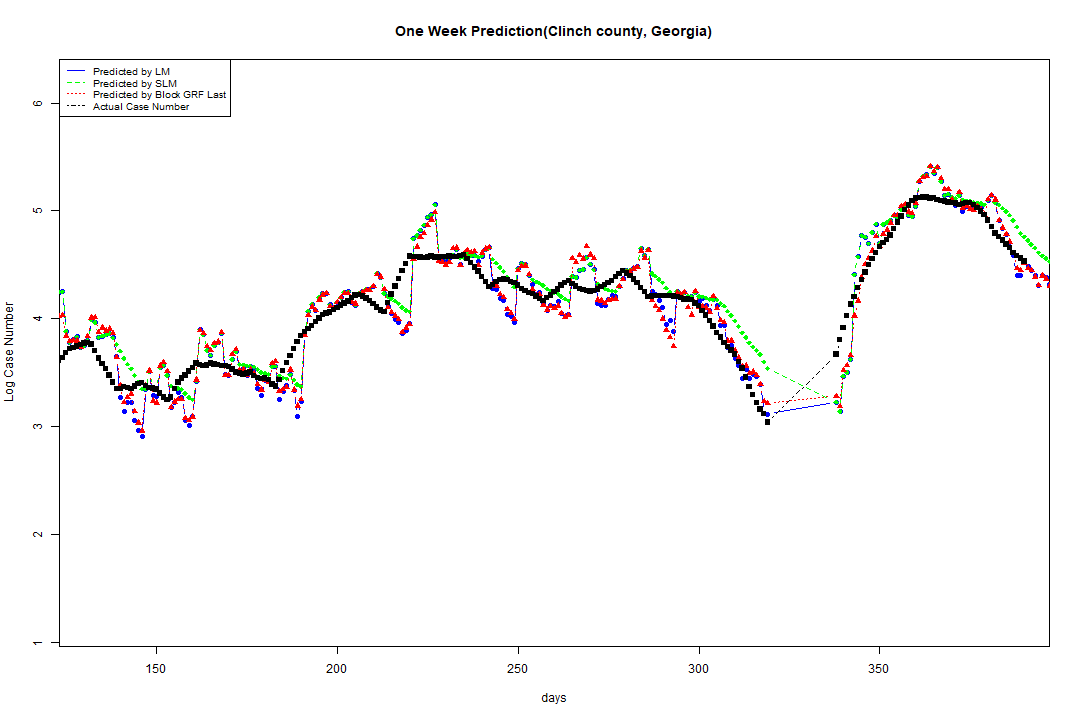 One Week Prediction(Clinch county, Georgia)
Predicted by LM
Predicted by SLM
Predicted by Block GRF Last
Actual Case Number
6
5
4
3
2
1
Log Case Number
150 200 250 300 350
days